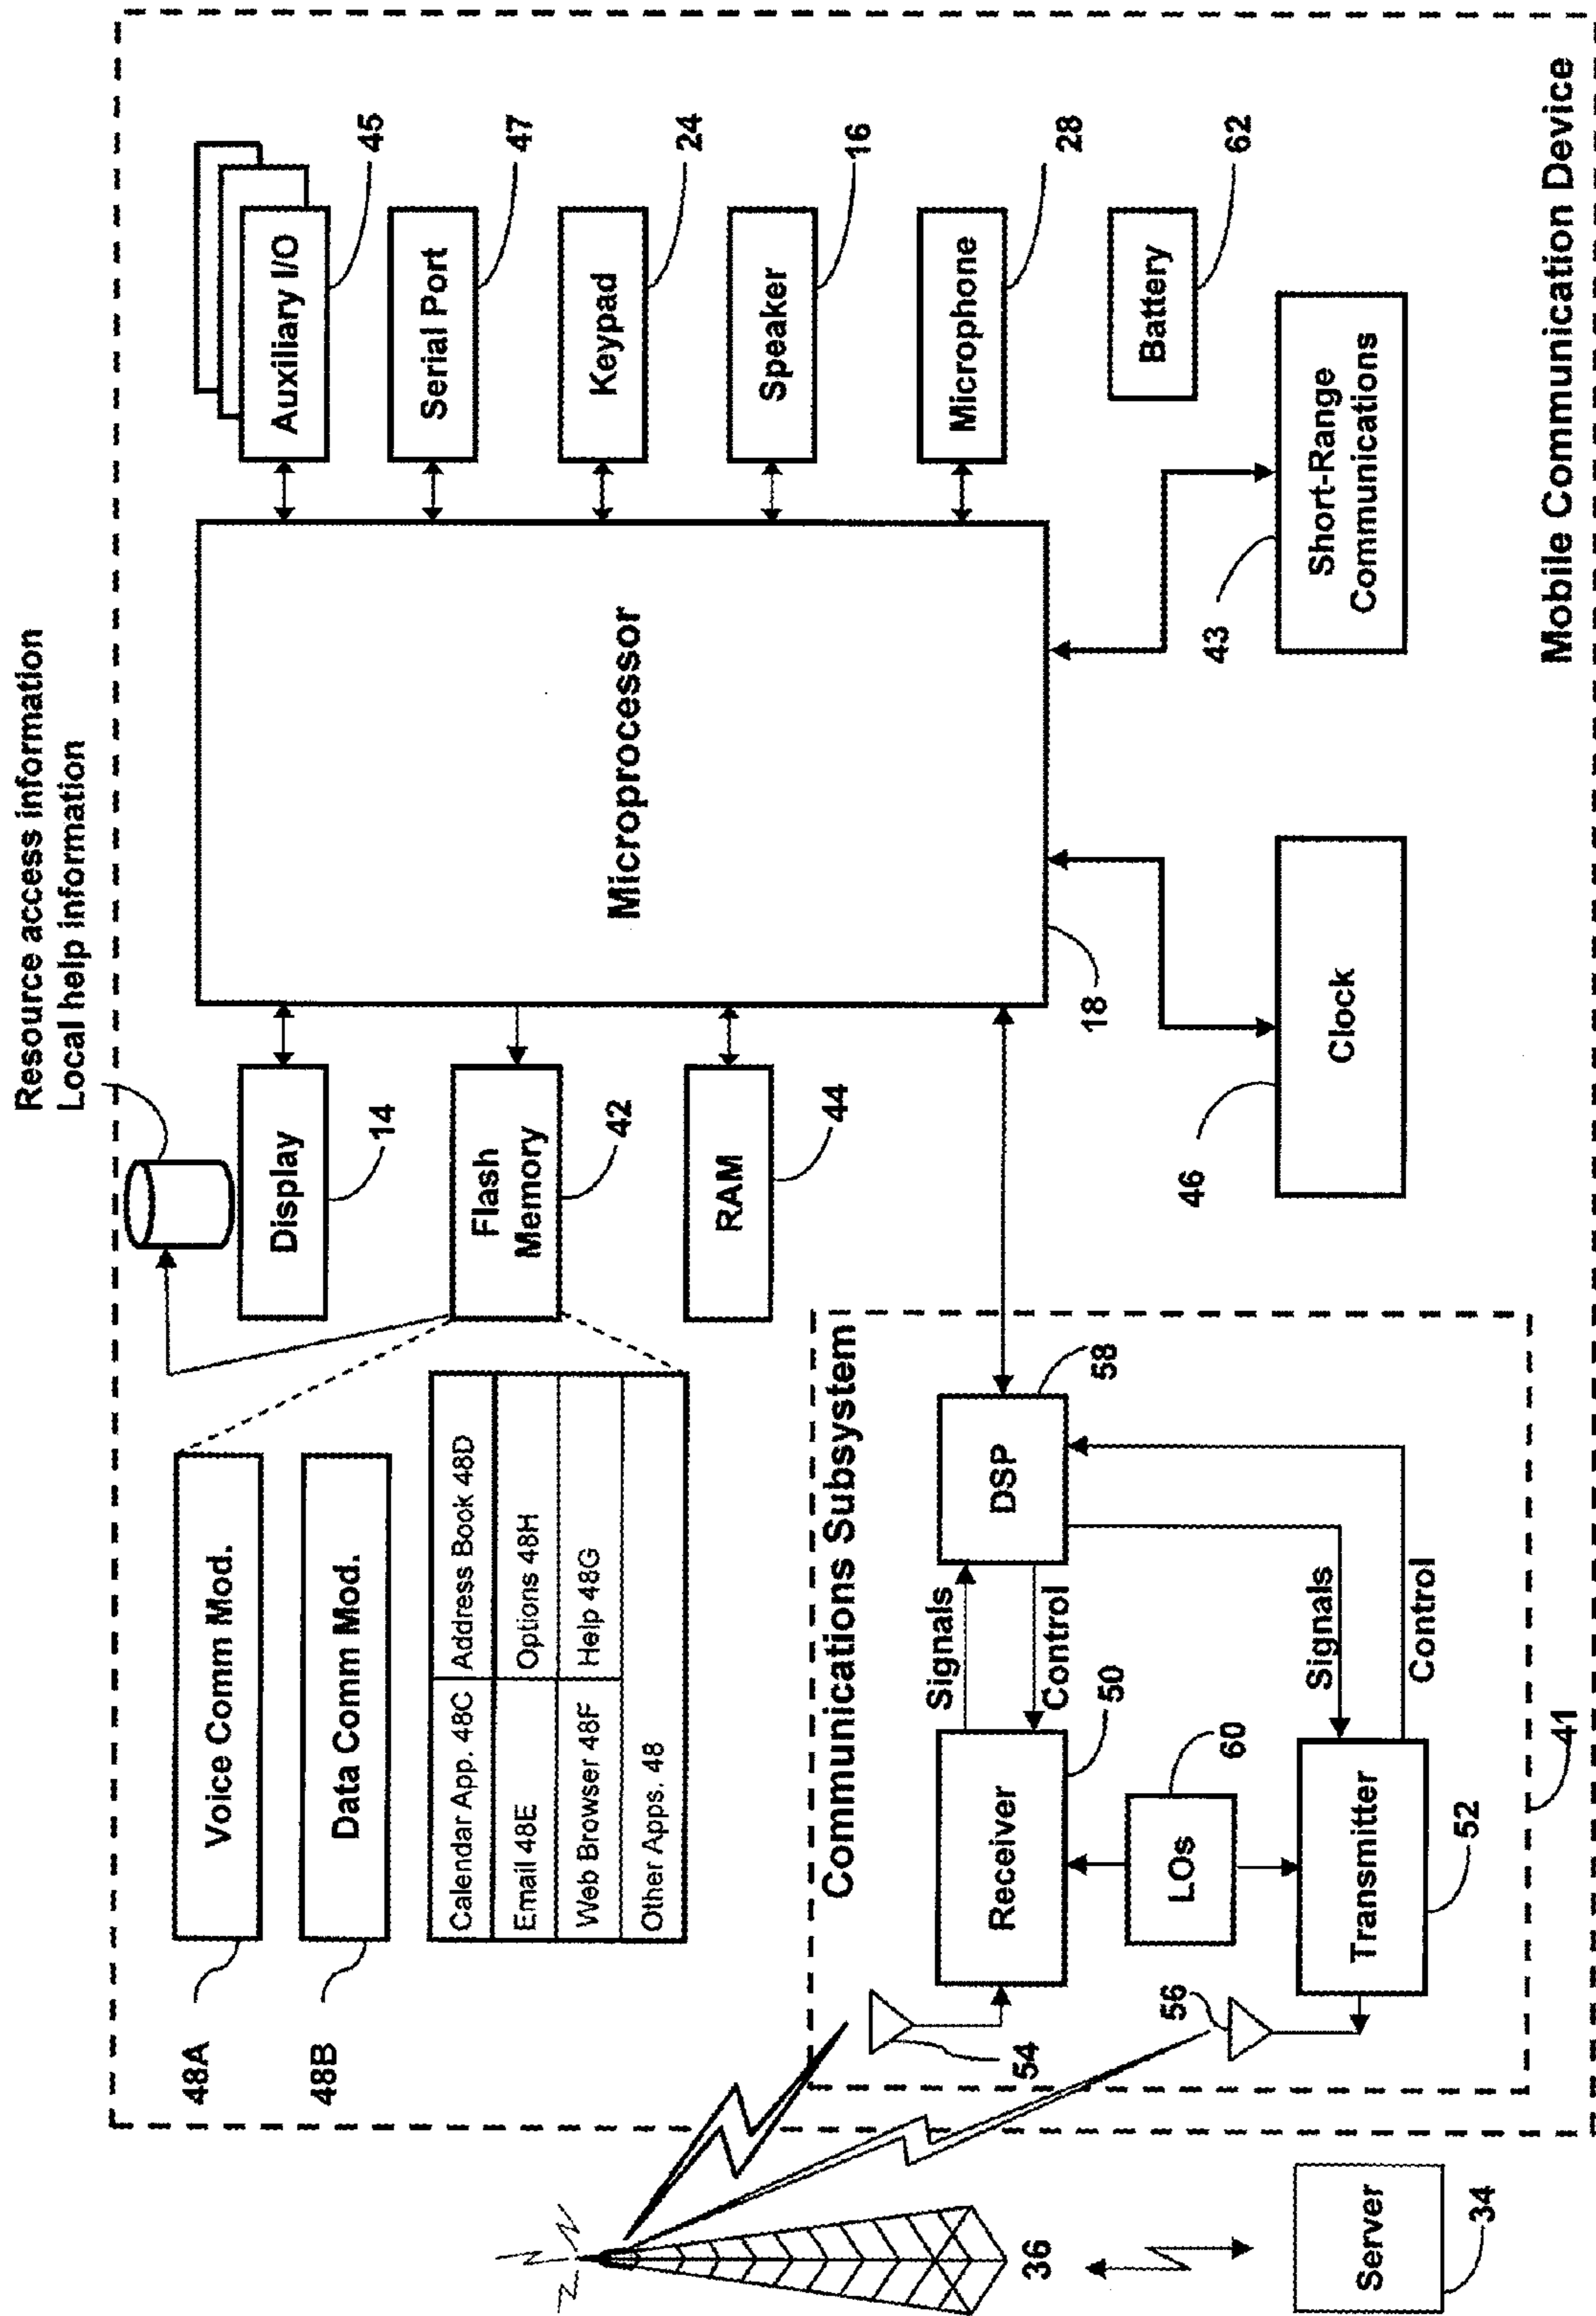 Resource access information
Local help information
48A
Voice Comm Mod.
48B
Data Comm Mod.
Calendar App. 48C
Address Book 48D
Email 48E
Options 48H
Web Browser 48F
Help 48G
Other Apps. 48
Display
14
Flash
Memory
42
RAM
44
Microprocessor
18
Auxiliary I/O
45
Serial Port
47
Keypad
24
Speaker
16
Microphone
28
Battery
62
Short-Range
Communications
43
Clock
46
Communications Subsystem
Receiver
50
Signals
Control
DSP
58
LOs
60
Signals
Control
Transmitter
52
54
56
41
36
Server
34
Mobile Communication Device